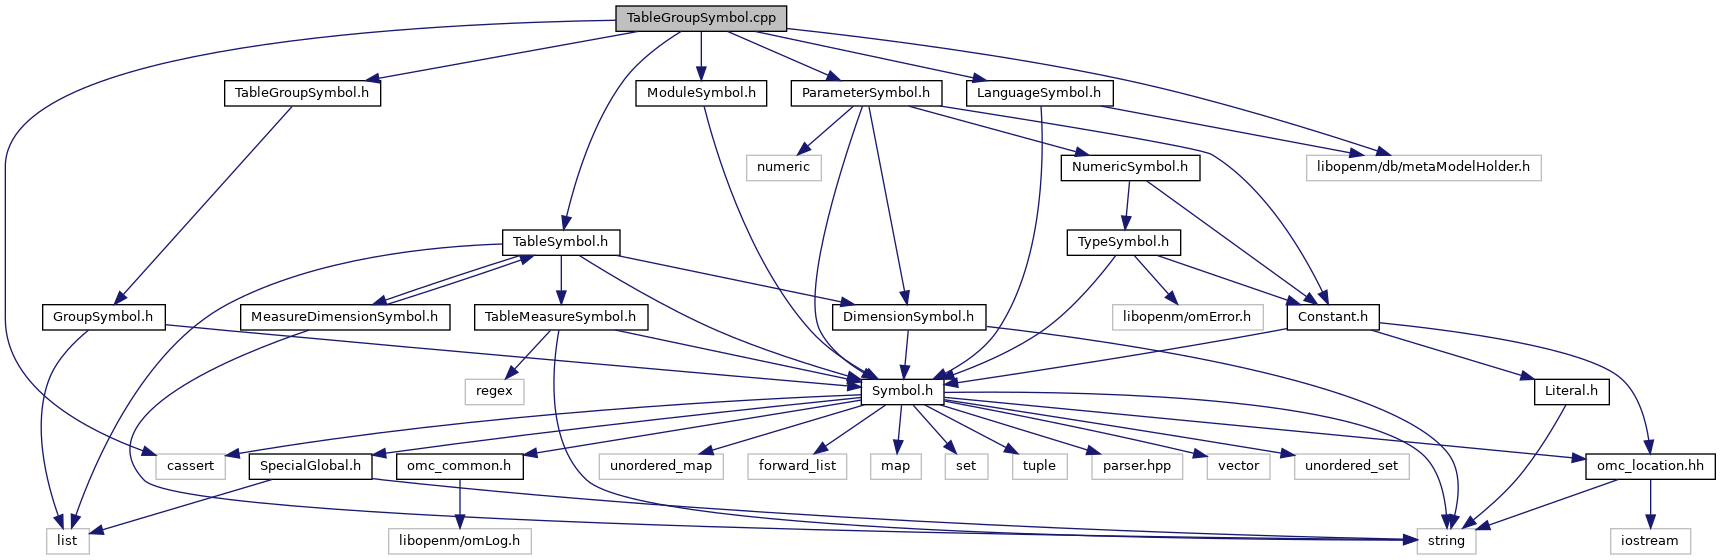 TableGroupSymbol.cpp
TableGroupSymbol.h
ModuleSymbol.h
ParameterSymbol.h
LanguageSymbol.h
numeric
NumericSymbol.h
libopenm/db/metaModelHolder.h
TableSymbol.h
TypeSymbol.h
GroupSymbol.h
MeasureDimensionSymbol.h
TableMeasureSymbol.h
DimensionSymbol.h
libopenm/omError.h
Constant.h
regex
Symbol.h
Literal.h
cassert
SpecialGlobal.h
omc_common.h
unordered_map
forward_list
map
set
tuple
parser.hpp
vector
unordered_set
omc_location.hh
list
libopenm/omLog.h
string
iostream